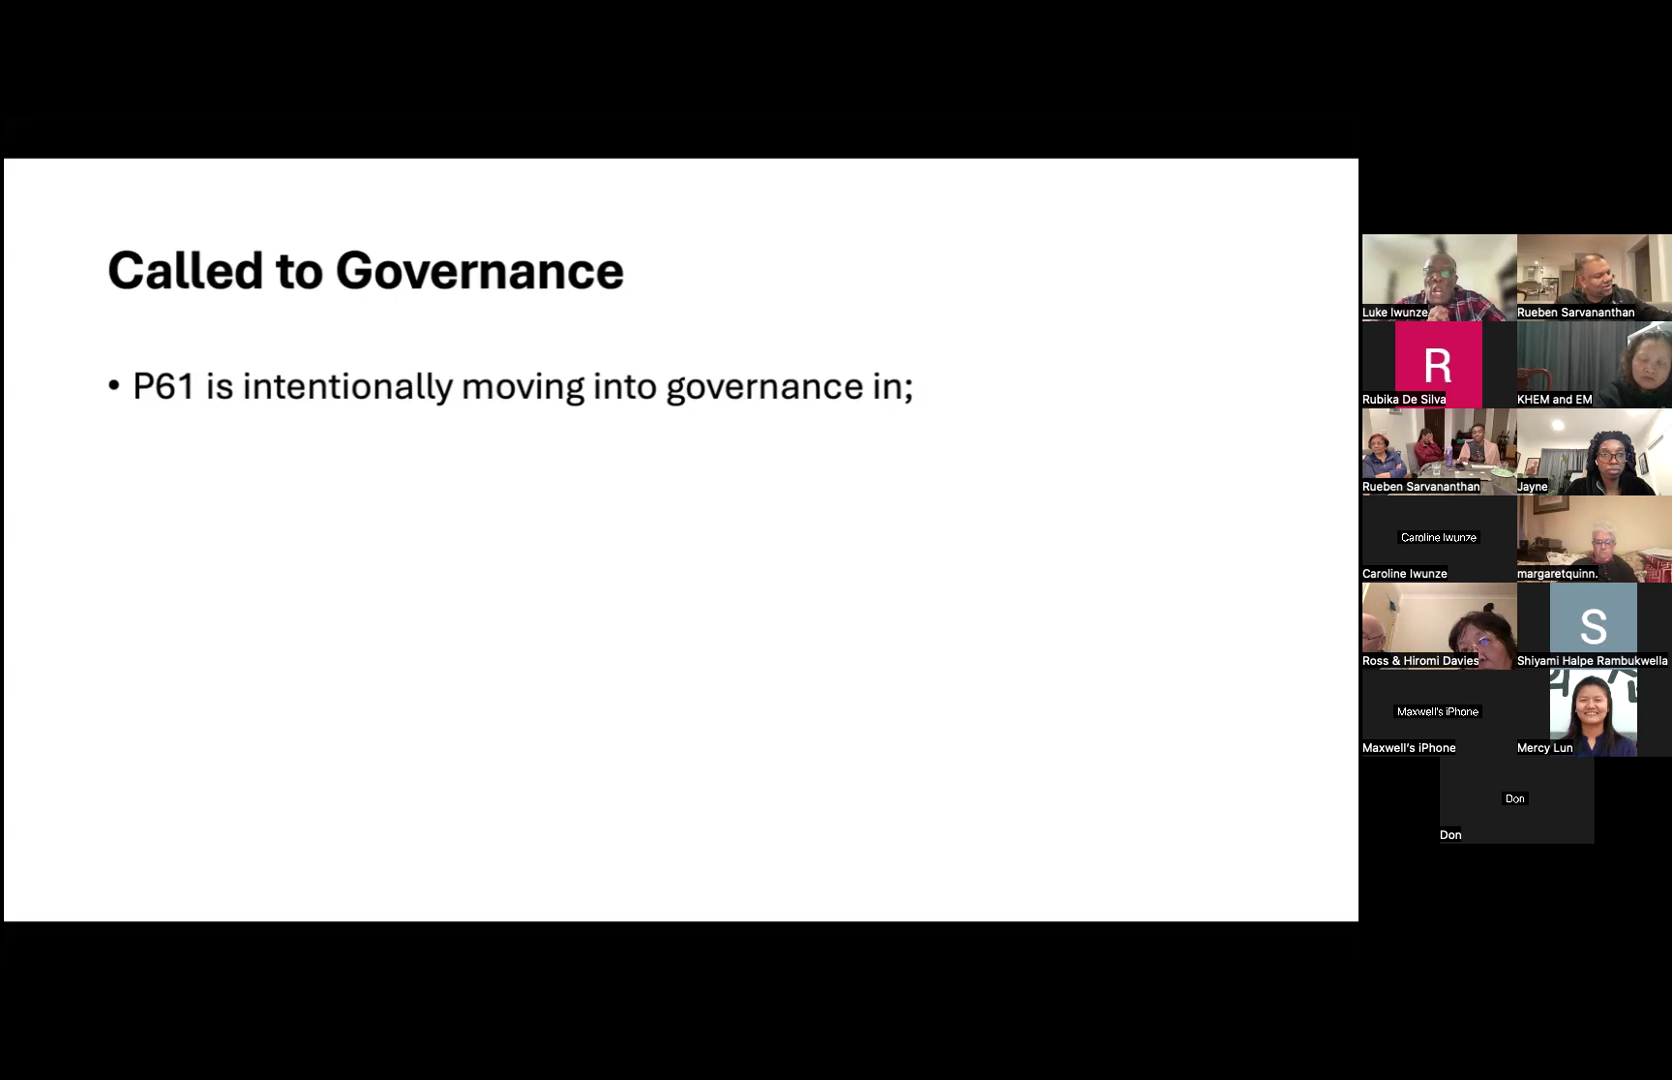 Called to Governance
• P61 is intentionally moving into governance in;
Luke Iwunze
Rueben Sarvananthan
R
Rubika De Silva
KHEM and EM
Rueben Sarvananthan
Jayne
Caroline Iwunze
Caroline Iwunze
margaretquinn.
Ross & Hiromi Davies
S
Shiyami Halpe Rambukwella
Maxwell's iPhone
Maxwell's iPhone
Mercy Lun
Don
Don